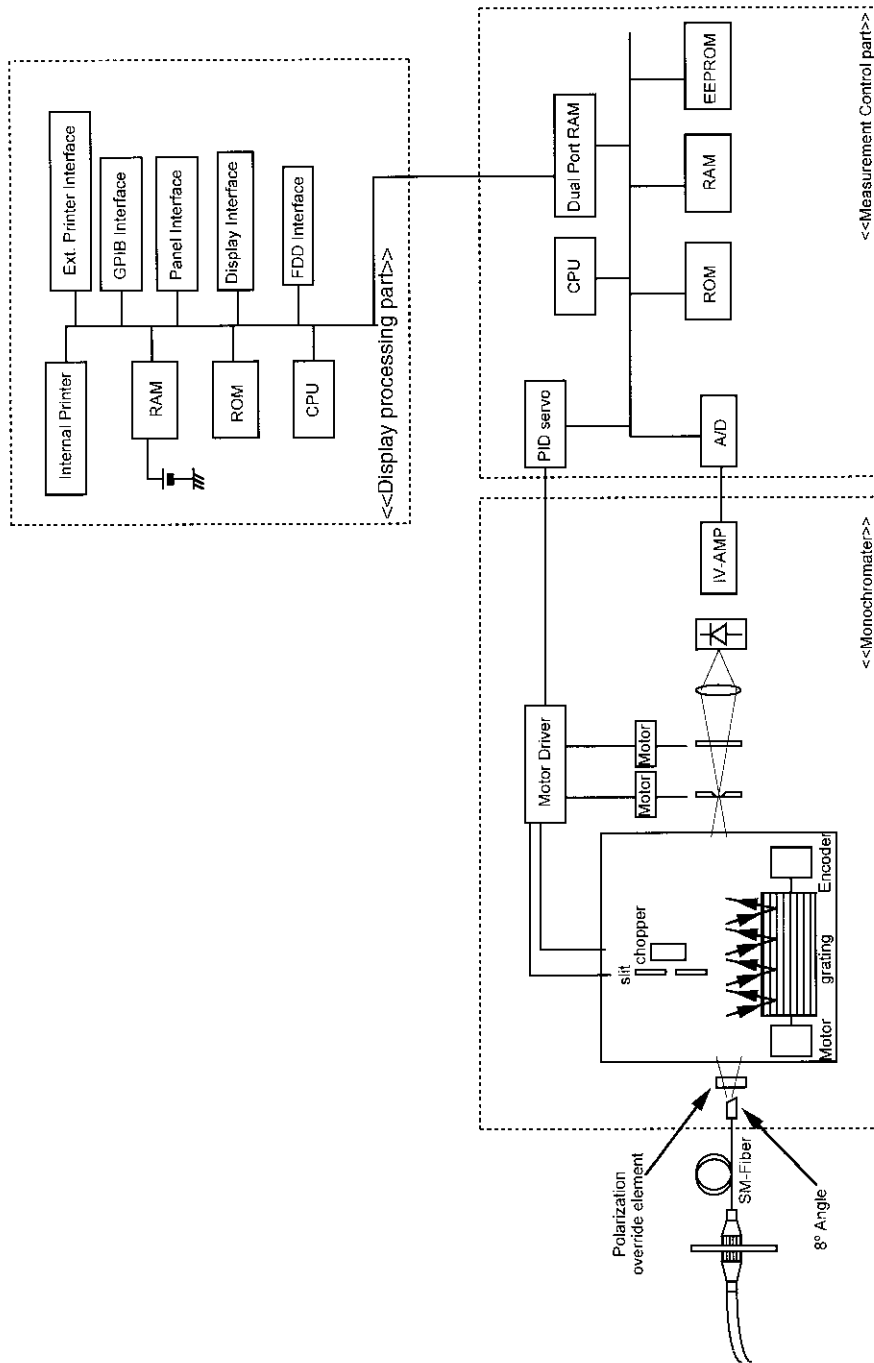 Ext. Printer Interface
GPIB Interface
Panel Interface
Display Interface
FDD Interface
Internal Printer
RAM
ROM
CPU
<<Display processing part>>
Dual Port RAM
EEPROM
CPU
RAM
ROM
PID servo
A/D
<<Measurement Control part>>
IV-AMP
Motor Driver
Motor
Motor
slit
chopper
Encoder
grating
Motor
<<Monochromater>>
Polarization
override element
SM-Fiber
8º Angle